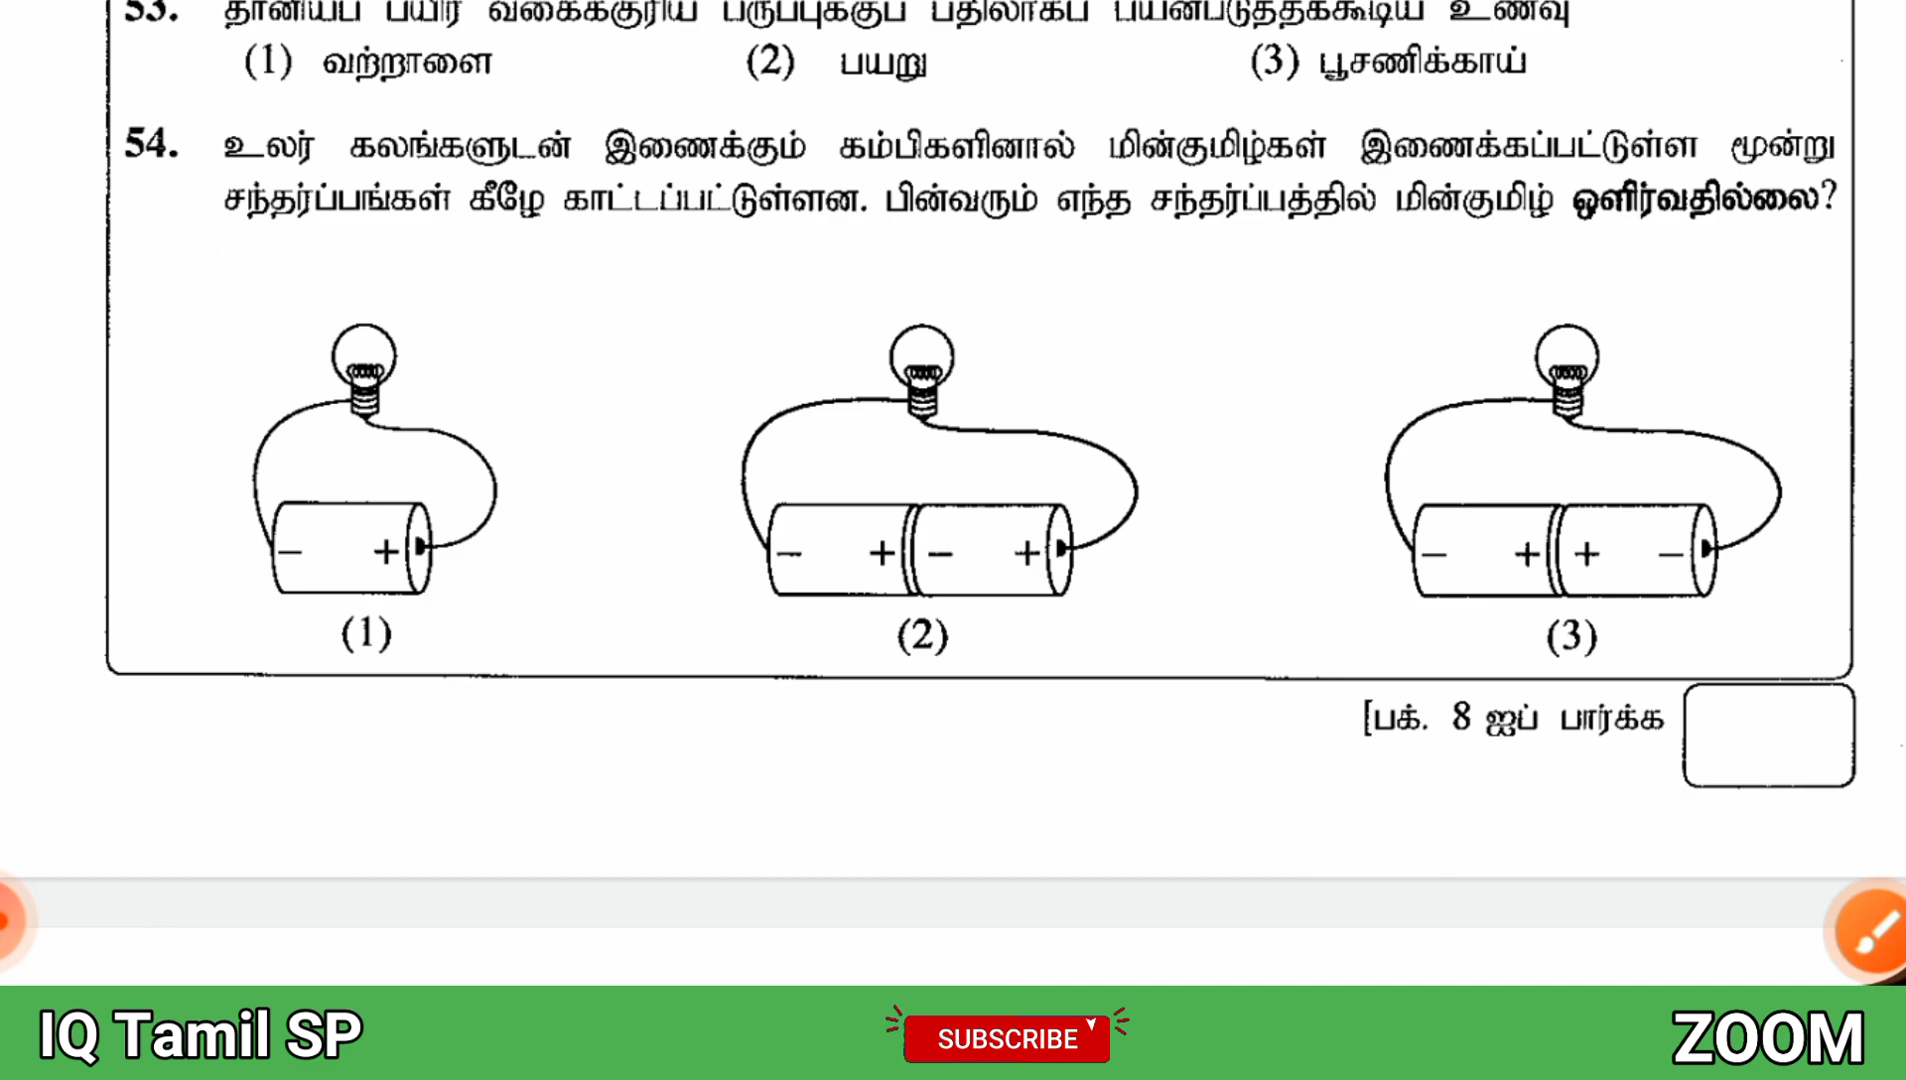 53. தானியப் பயிர் வகைக்குரிய பருப்புக்குப் பதிலாகப் பயன்படுத்தக்கூடிய உணவு
(1) வற்றாளை (2) பயறு (3) பூசணிக்காய்
54. உலர் கலங்களுடன் இணைக்கும் கம்பிகளினால் மின்குமிழ்கள் இணைக்கப்பட்டுள்ள மூன்று
சந்தர்ப்பங்கள் கீழே காட்டப்பட்டுள்ளன. பின்வரும் எந்த சந்தர்ப்பத்தில் மின்குமிழ் ஒளிர்வதில்லை?
− + − + − + − + + −
(1) (2) (3)
[பக். 8 ஐப் பார்க்க
IQ Tamil SP SUBSCRIBE ZOOM